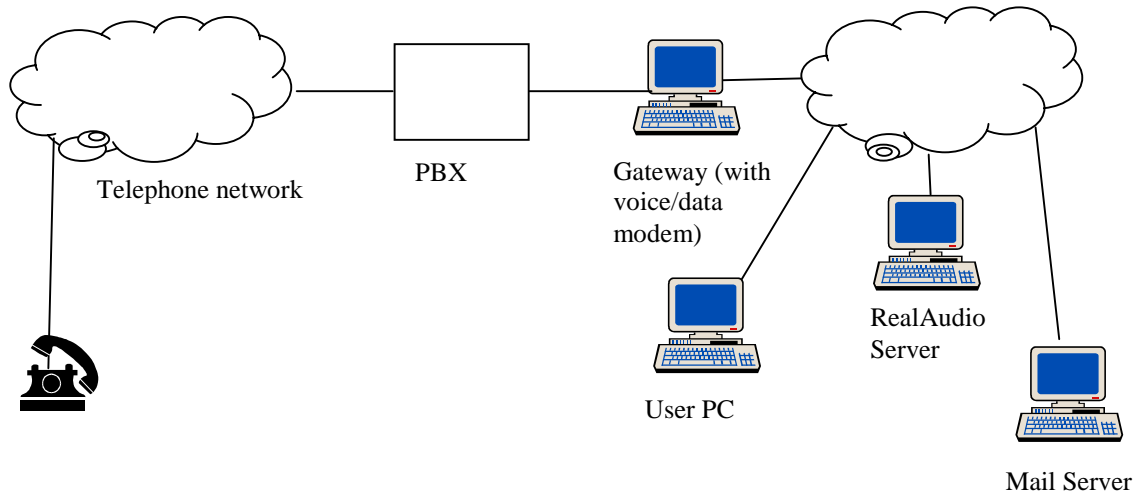 Telephone network
PBX
Gateway (with
voice/data
modem)
RealAudio
Server
User PC
Mail Server